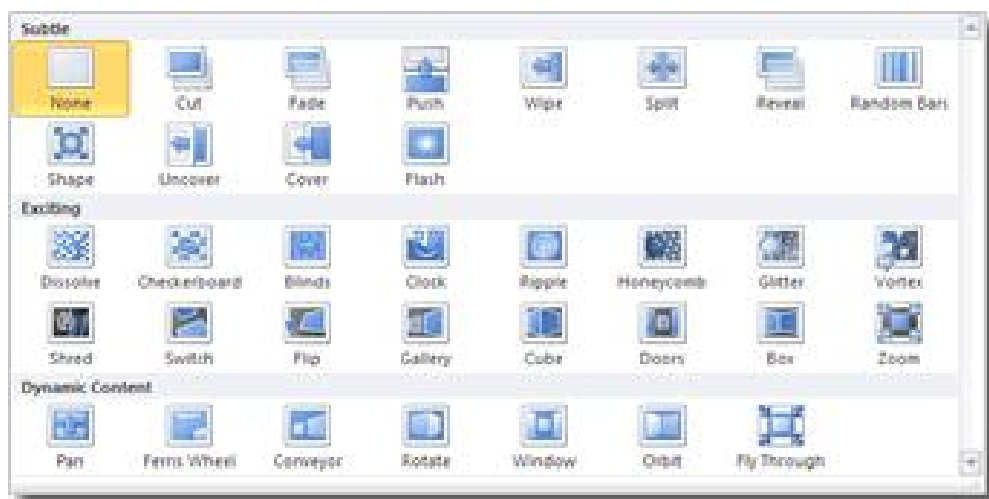 Subtle
None Cut Fade Push Wipe Split Reveal Random Bars
Shape Uncover Cover Flash
Exciting
Dissolve Checkerboard Blinds Clock Ripple Honeycomb Glitter Vortex
Shred Switch Flip Gallery Cube Doors Box Zoom
Dynamic Content
Pan Ferris Wheel Conveyor Rotate Window Orbit Fly Through